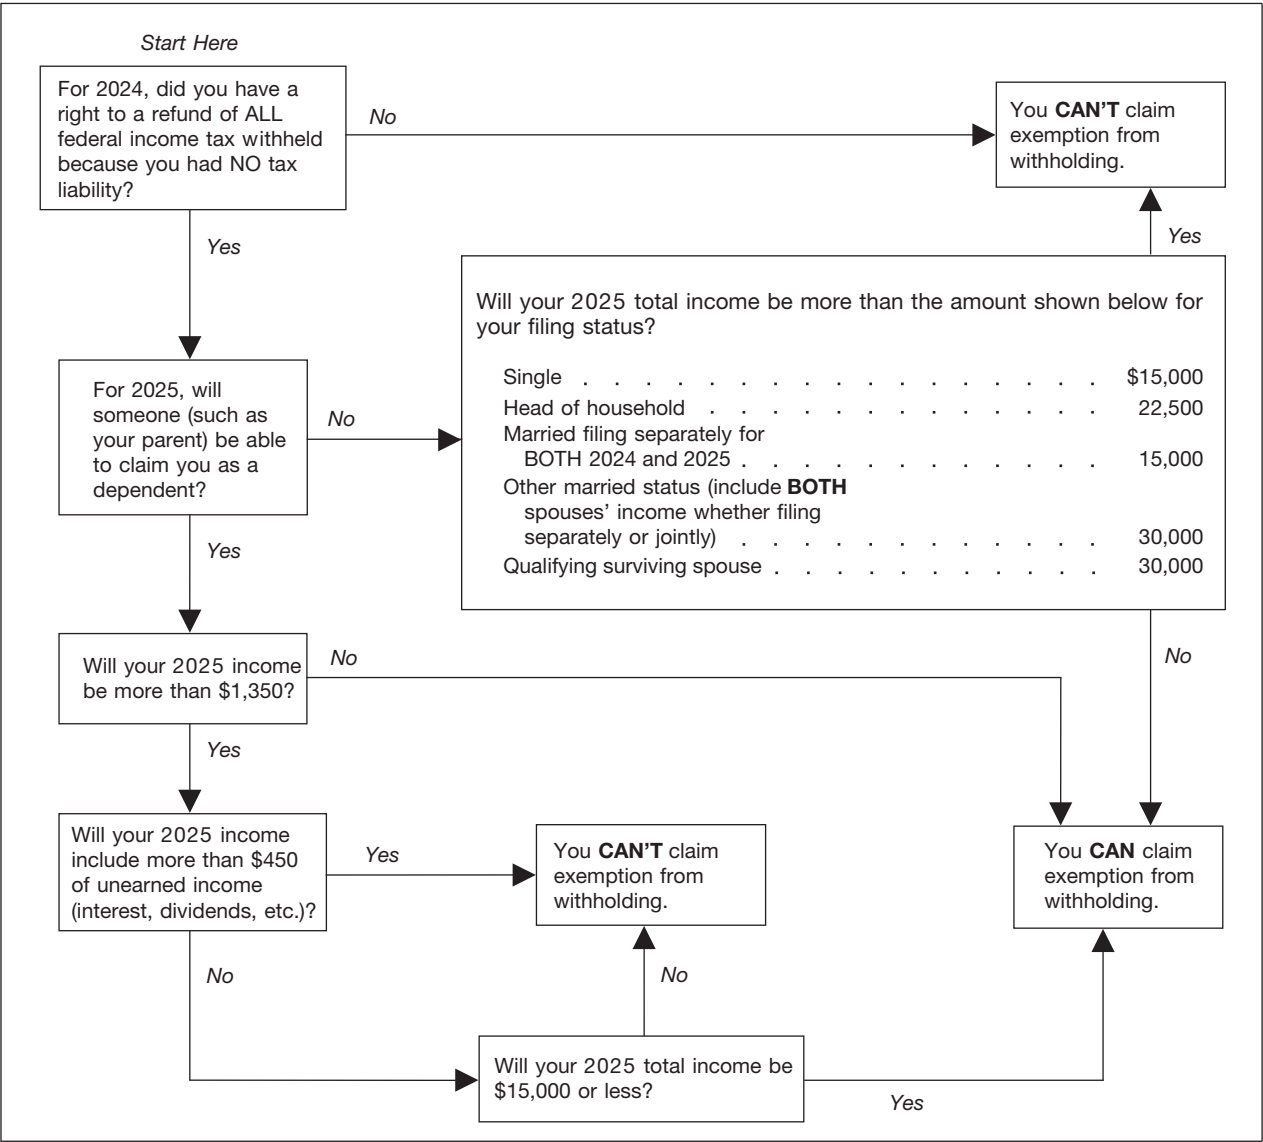 Start Here
For 2024, did you have a
right to a refund of ALL
federal income tax withheld
because you had NO tax
liability?
No
You CAN'T claim
exemption from
withholding.
Yes
Yes
Will your 2025 total income be more than the amount shown below for
your filing status?
Single . . . . . . . . . . . . . . . . . $15,000
Head of household . . . . . . . . . . . . . 22,500
Married filing separately for
BOTH 2024 and 2025 . . . . . . . . . . . . 15,000
Other married status (include BOTH
spouses' income whether filing
separately or jointly) . . . . . . . . . . . . 30,000
Qualifying surviving spouse . . . . . . . . . . . 30,000
For 2025, will
someone (such as
your parent) be able
to claim you as a
dependent?
No
Yes
No
Will your 2025 income
be more than $1,350?
No
Yes
Will your 2025 income
include more than $450
of unearned income
(interest, dividends, etc.)?
Yes
You CAN'T claim
exemption from
withholding.
You CAN claim
exemption from
withholding.
No
No
Will your 2025 total income be
$15,000 or less?
Yes